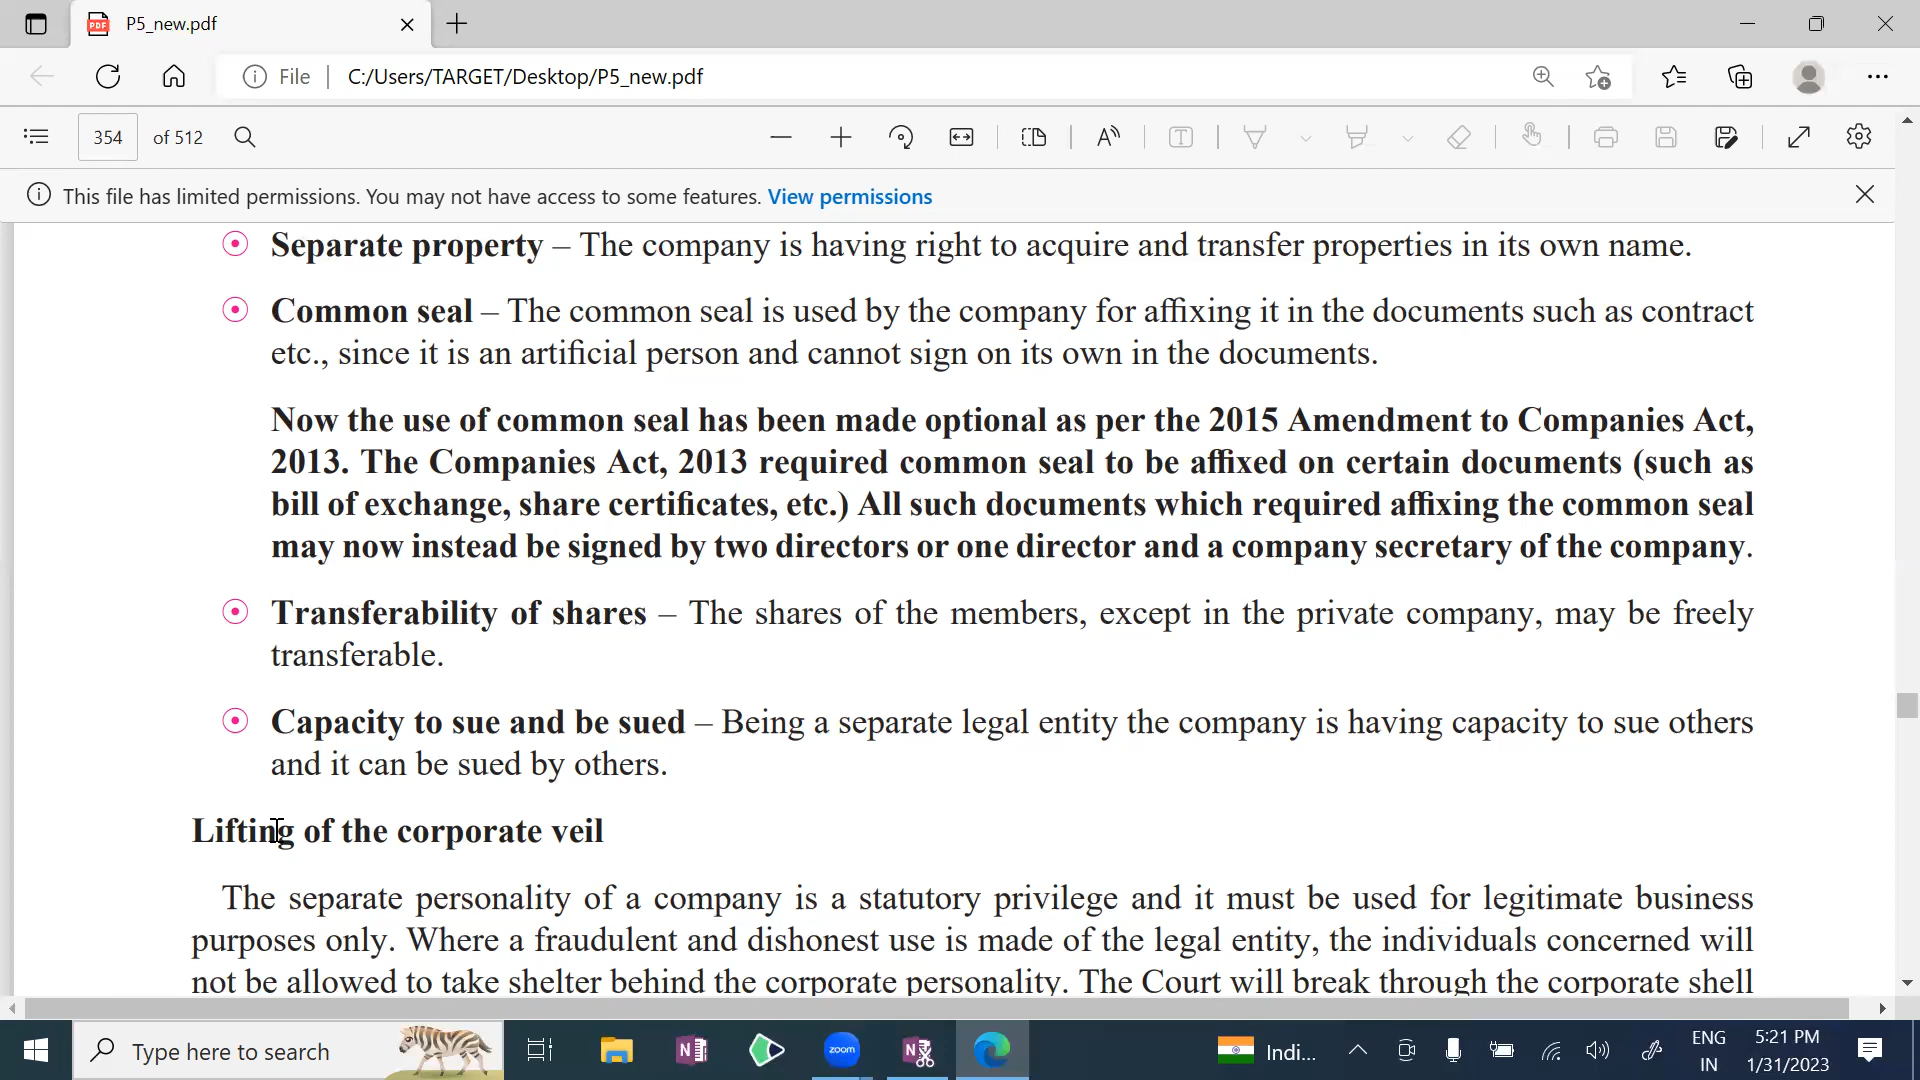 P5_new.pdf
File C:/Users/TARGET/Desktop/P5_new.pdf
354 of 512
This file has limited permissions. You may not have access to some features. View permissions
Separate property – The company is having right to acquire and transfer properties in its own name.
Common seal – The common seal is used by the company for affixing it in the documents such as contract
etc., since it is an artificial person and cannot sign on its own in the documents.
Now the use of common seal has been made optional as per the 2015 Amendment to Companies Act,
2013. The Companies Act, 2013 required common seal to be affixed on certain documents (such as
bill of exchange, share certificates, etc.) All such documents which required affixing the common seal
may now instead be signed by two directors or one director and a company secretary of the company.
Transferability of shares – The shares of the members, except in the private company, may be freely
transferable.
Capacity to sue and be sued – Being a separate legal entity the company is having capacity to sue others
and it can be sued by others.
Lifting of the corporate veil
The separate personality of a company is a statutory privilege and it must be used for legitimate business
purposes only. Where a fraudulent and dishonest use is made of the legal entity, the individuals concerned will
not be allowed to take shelter behind the corporate personality. The Court will break through the corporate shell
Type here to search
zoom
Indi...
ENG
IN
5:21 PM
1/31/2023